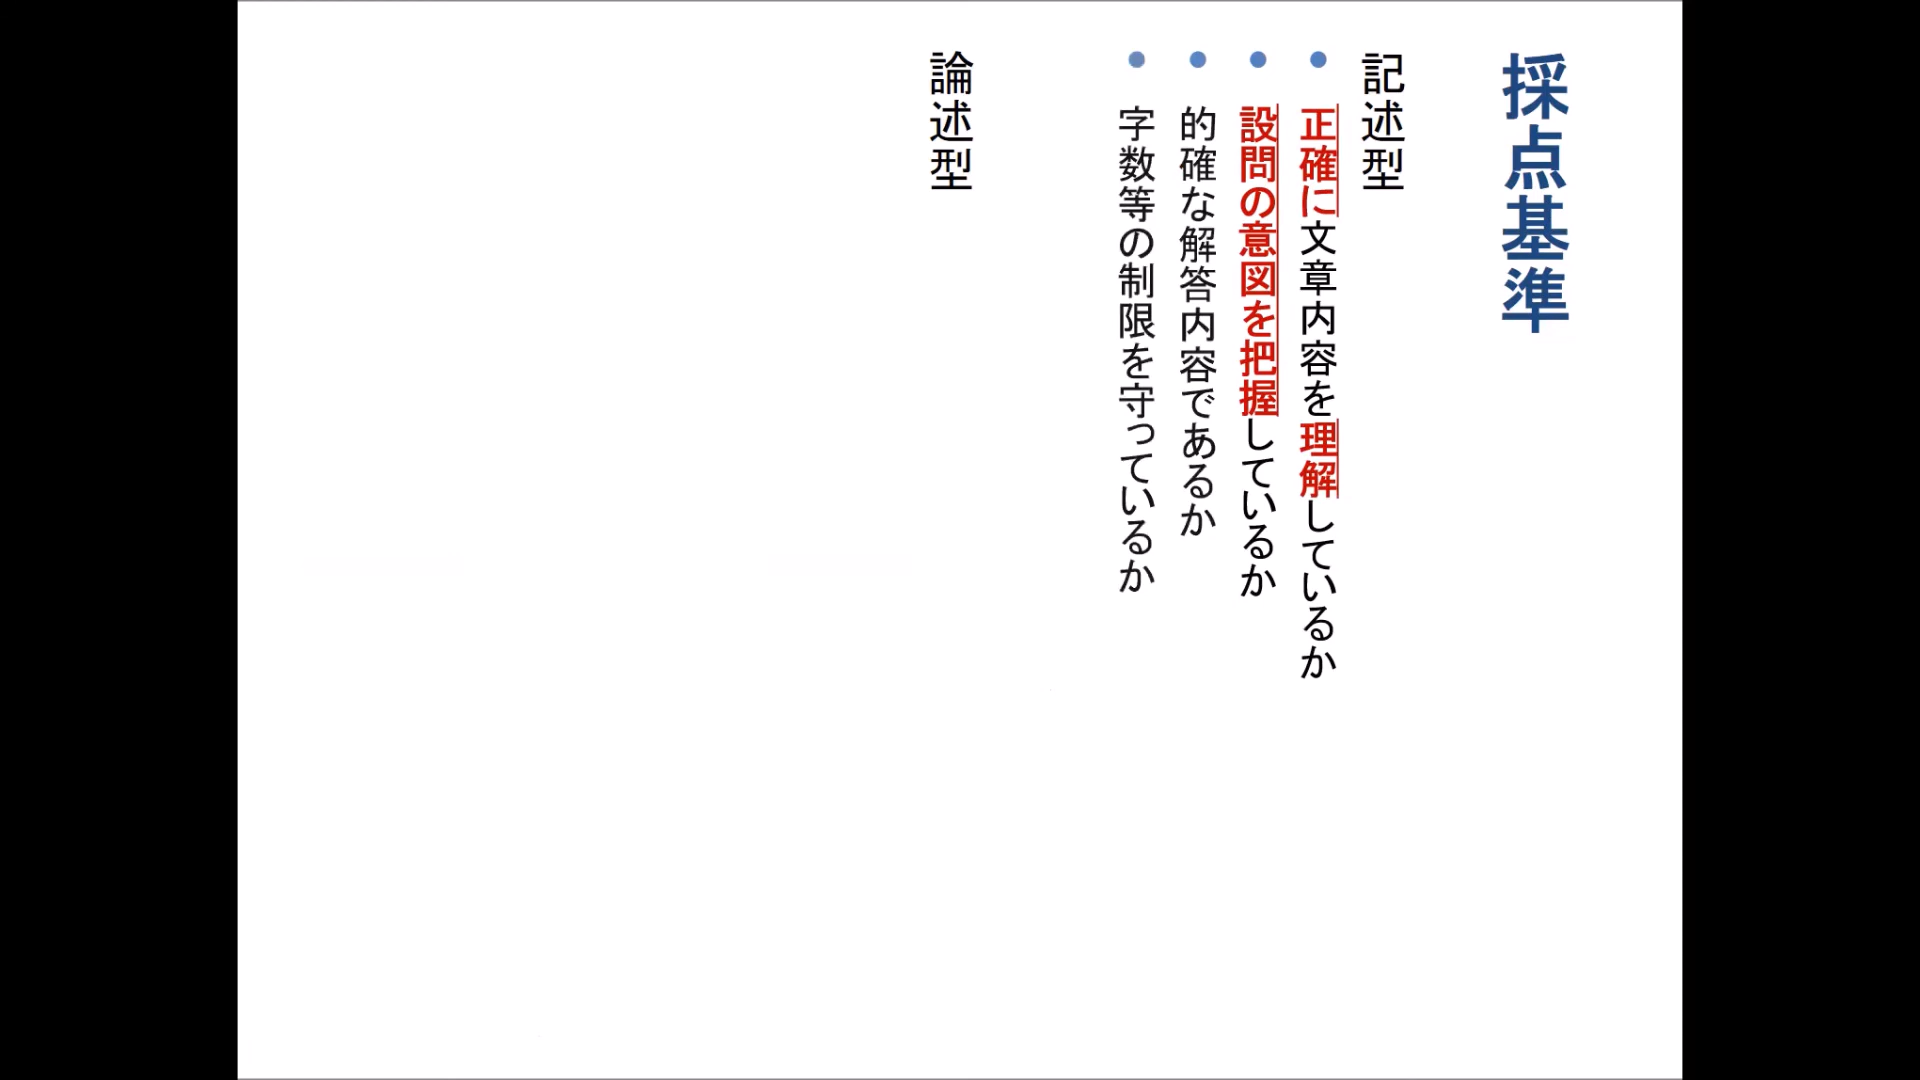 採点基準
記述型
• 正確に文章内容を理解しているか
• 設問の意図を把握しているか
• 的確な解答内容であるか
• 字数等の制限を守っているか
論述型